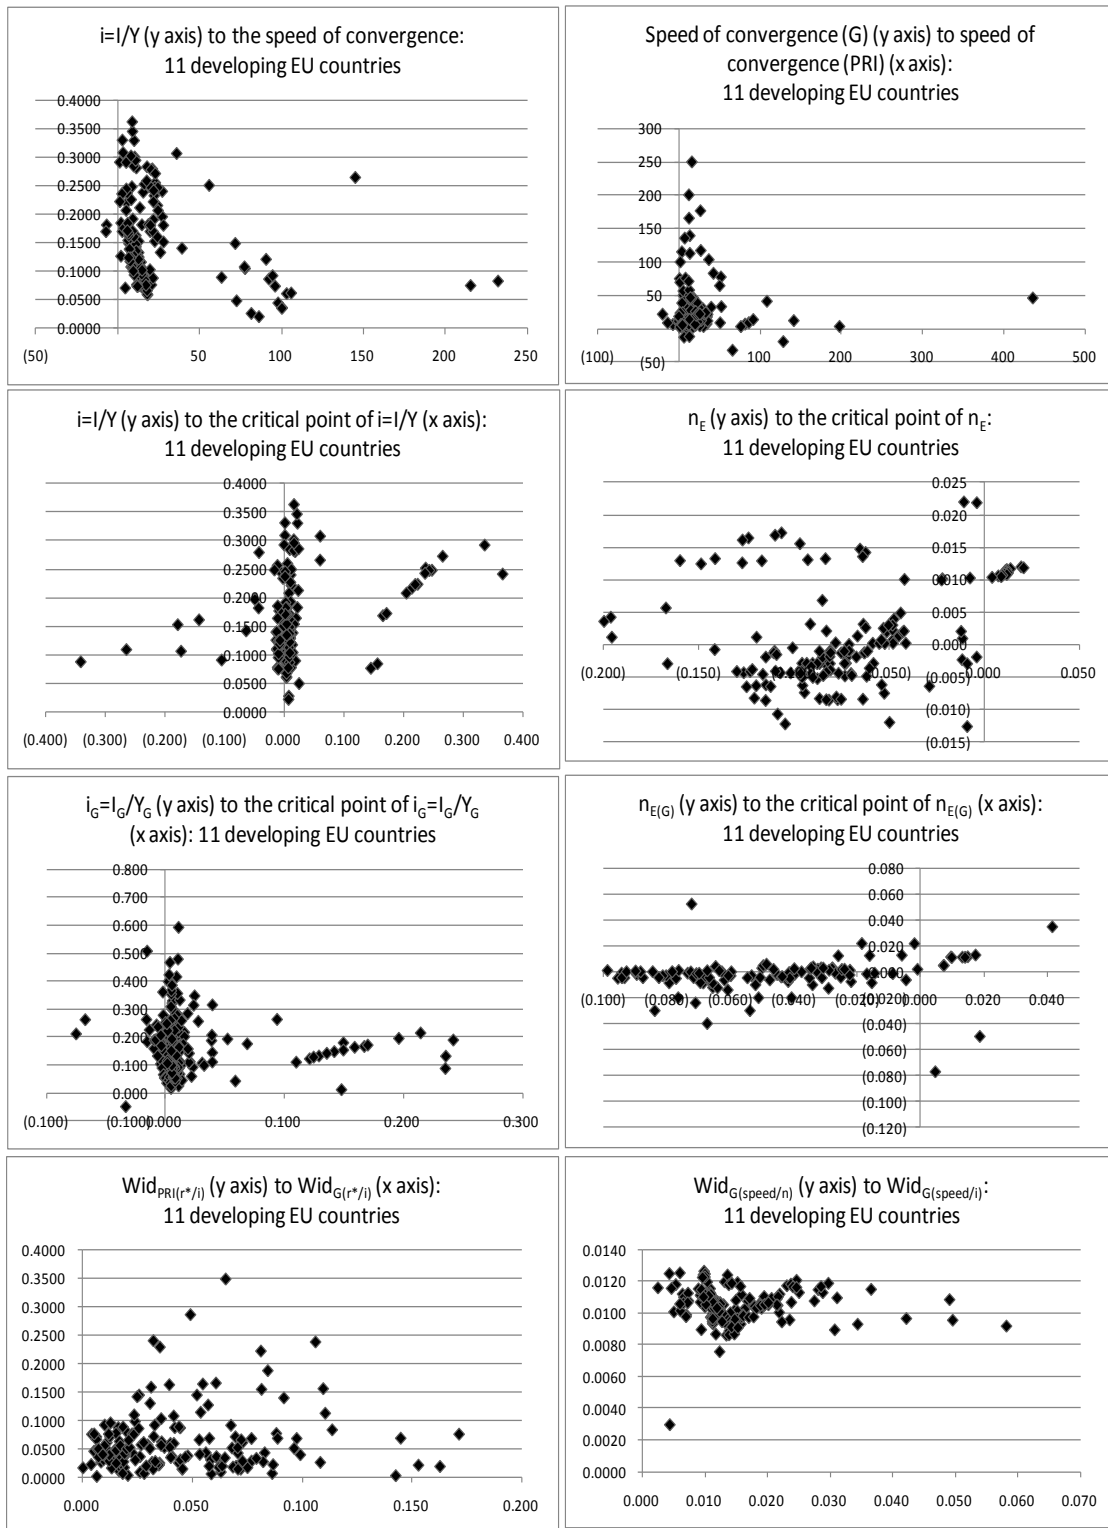 i=I/Y (y axis) to the speed of convergence:
11 developing EU countries
0.4000
0.3500
0.3000
0.2500
0.2000
0.1500
0.1000
0.0500
0.0000
(50) 50 100 150 200 250
Speed of convergence (G) (y axis) to speed of
convergence (PRI) (x axis):
11 developing EU countries
300
250
200
150
100
50
(50)
(100) 0 100 200 300 400 500
i=I/Y (y axis) to the critical point of i=I/Y (x axis):
11 developing EU countries
0.4000
0.3500
0.3000
0.2500
0.2000
0.1500
0.1000
0.0500
0.0000
(0.400) (0.300) (0.200) (0.100) 0.000 0.100 0.200 0.300 0.400
nE (y axis) to the critical point of nE:
11 developing EU countries
0.025
0.020
0.015
0.010
0.005
0.000
(0.200) (0.150) (0.100) (0.050) 0.000 0.050
(0.005)
(0.010)
(0.015)
iG=IG/YG (y axis) to the critical point of iG=IG/YG
(x axis): 11 developing EU countries
0.800
0.700
0.600
0.500
0.400
0.300
0.200
0.100
0.000
(0.100) (0.100) 0.000 0.100 0.200 0.300
nE(G) (y axis) to the critical point of nE(G) (x axis):
11 developing EU countries
0.080
0.060
0.040
0.020
0.000
(0.100) (0.080) (0.060) (0.040) (0.020) 0.000 0.020 0.040
(0.020)
(0.040)
(0.060)
(0.080)
(0.100)
(0.120)
WidPRI(r*/i) (y axis) to WidG(r*/i) (x axis):
11 developing EU countries
0.4000
0.3500
0.3000
0.2500
0.2000
0.1500
0.1000
0.0500
0.0000
0.000 0.050 0.100 0.150 0.200
WidG(speed/n) (y axis) to WidG(speed/i):
11 developing EU countries
0.0140
0.0120
0.0100
0.0080
0.0060
0.0040
0.0020
0.0000
0.000 0.010 0.020 0.030 0.040 0.050 0.060 0.070